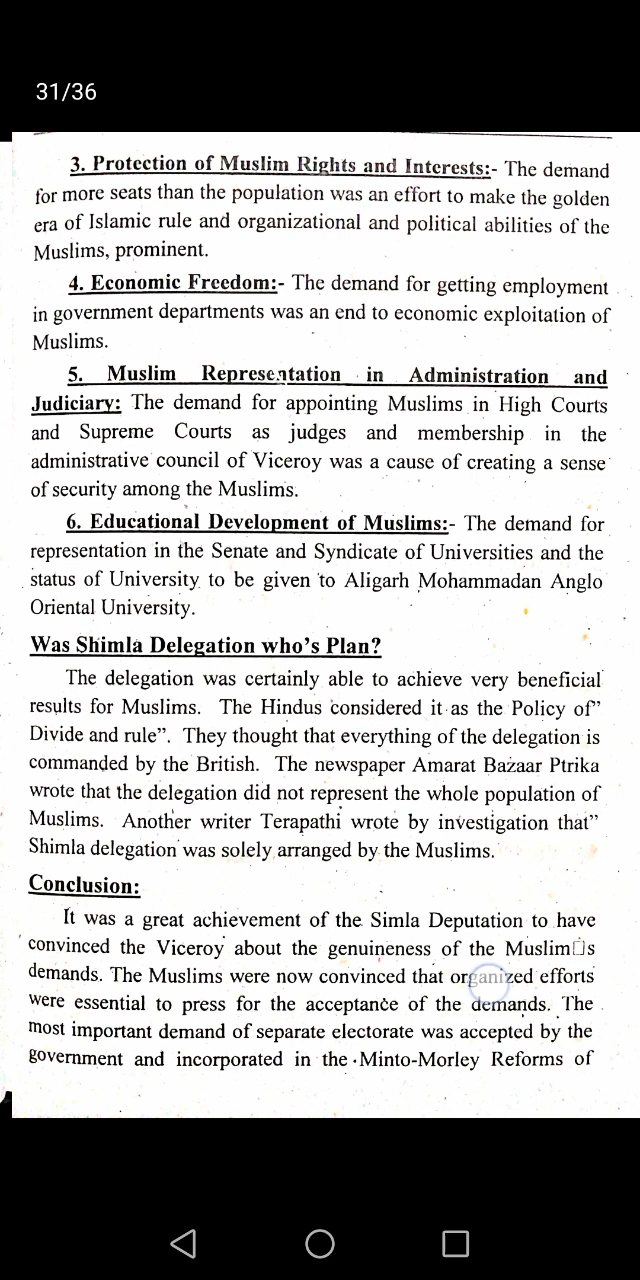 31/36
3. Protection of Muslim Rights and Interests:- The demand
for more seats than the population was an effort to make the golden
era of Islamic rule and organizational and political abilities of the
Muslims, prominent.
4. Economic Freedom:- The demand for getting employment
in government departments was an end to economic exploitation of
Muslims.
5. Muslim Representation in Administration and
Judiciary: The demand for appointing Muslims in High Courts
and Supreme Courts as judges and membership in the
administrative council of Viceroy was a cause of creating a sense
of security among the Muslims.
6. Educational Development of Muslims:- The demand for
representation in the Senate and Syndicate of Universities and the
status of University to be given to Aligarh Mohammadan Anglo
Oriental University.
Was Shimla Delegation who's Plan?
The delegation was certainly able to achieve very beneficial
results for Muslims. The Hindus considered it as the Policy of"
Divide and rule". They thought that everything of the delegation is
commanded by the British. The newspaper Amarat Bazaar Ptrika
wrote that the delegation did not represent the whole population of
Muslims. Another writer Terapathi wrote by investigation that"
Shimla delegation was solely arranged by the Muslims.
Conclusion:
It was a great achievement of the Simla Deputation to have
convinced the Viceroy about the genuineness of the Muslim□s
demands. The Muslims were now convinced that organized efforts
were essential to press for the acceptance of the demands. The
most important demand of separate electorate was accepted by the
government and incorporated in the Minto-Morley Reforms of